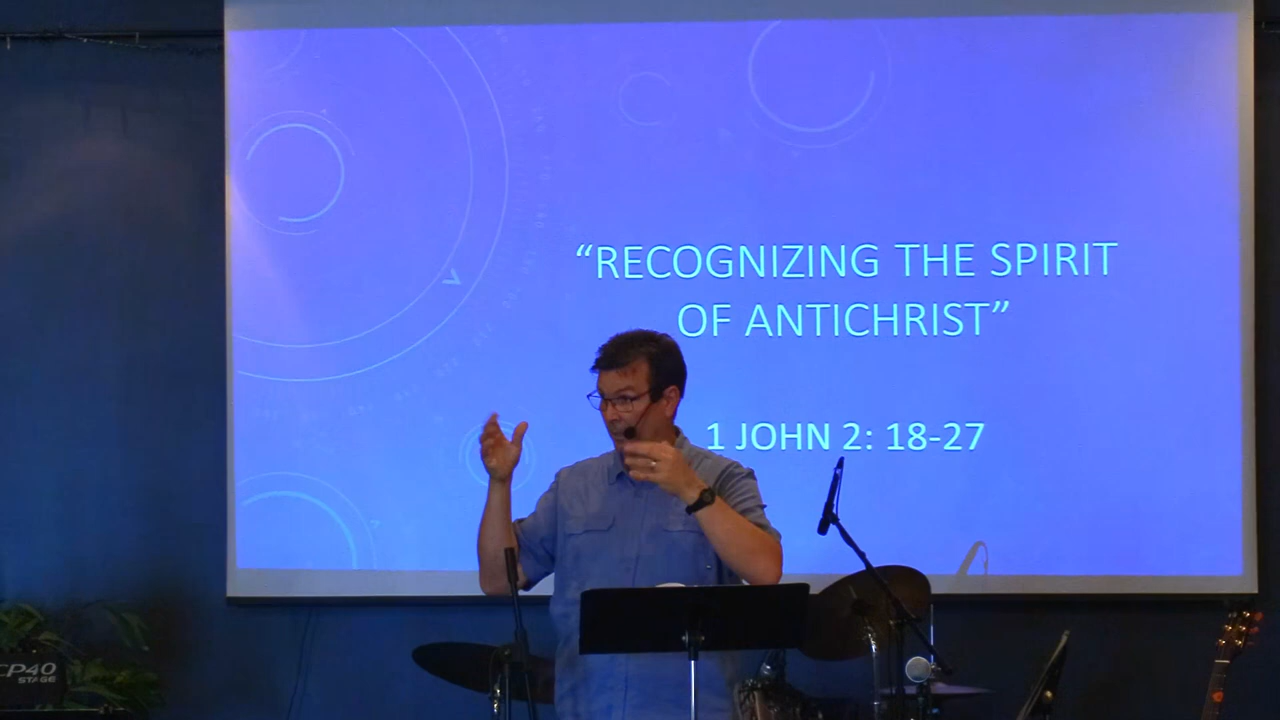 “RECOGNIZING THE SPIRIT
OF ANTICHRIST”
1 JOHN 2: 18-27
CP40
STAGE